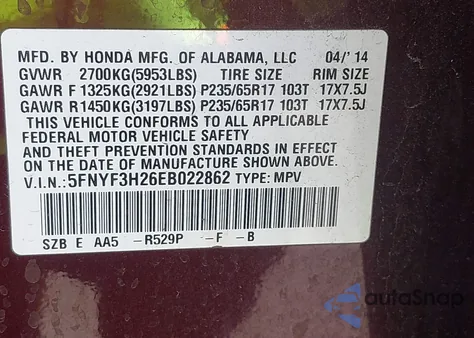 MFD. BY HONDA MFG. OF ALABAMA, LLC 04/' 14
GVWR 2700KG(5953LBS) TIRE SIZE RIM SIZE
GAWR F 1325KG(2921LBS) P235/65R17 103T 17X7.5J
GAWR R1450KG(3197LBS) P235/65R17 103T 17X7.5J
THIS VEHICLE CONFORMS TO ALL APPLICABLE
FEDERAL MOTOR VEHICLE SAFETY
AND THEFT PREVENTION STANDARDS IN EFFECT
ON THE DATE OF MANUFACTURE SHOWN ABOVE.
V.I.N.: 5FNYF3H26EB022862 TYPE: MPV
SZB E AA5 -R529P -F -B
autoSnap